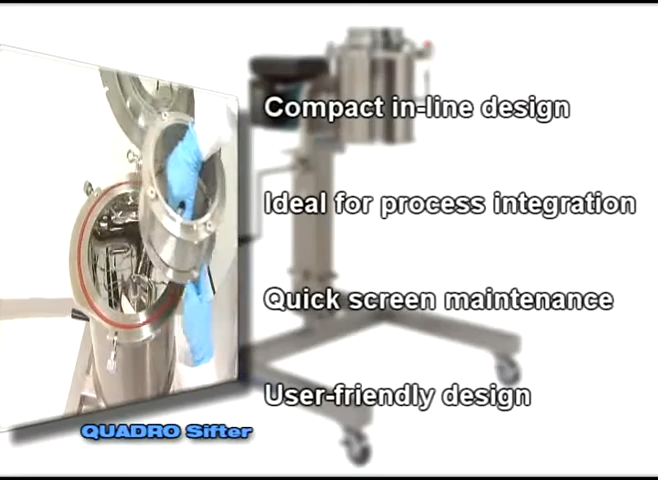 Compact in-line design
Ideal for process integration
Quick screen maintenance
User-friendly design
QUADRO Sifter